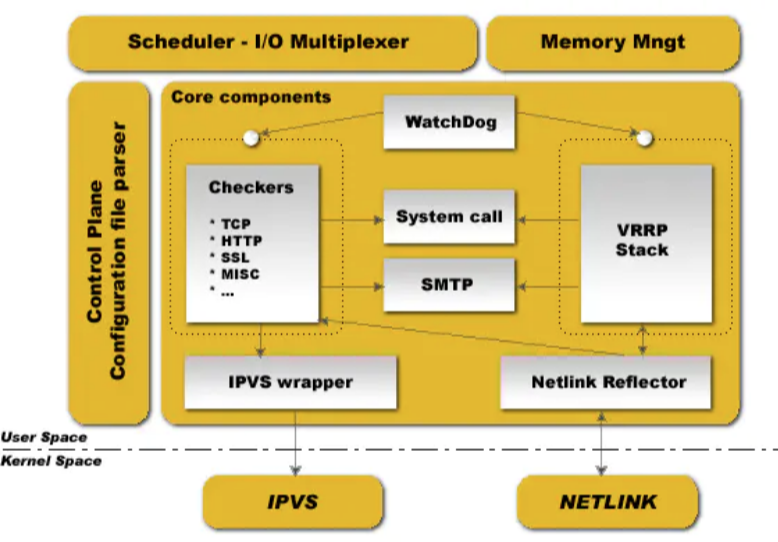 Scheduler - I/O Multiplexer
Memory Mngt
Control Plane
Configuration file parser
Core components
WatchDog
Checkers
* TCP
* HTTP
* SSL
* MISC
* ...
System call
SMTP
VRRP
Stack
IPVS wrapper
Netlink Reflector
User Space
Kernel Space
IPVS
NETLINK